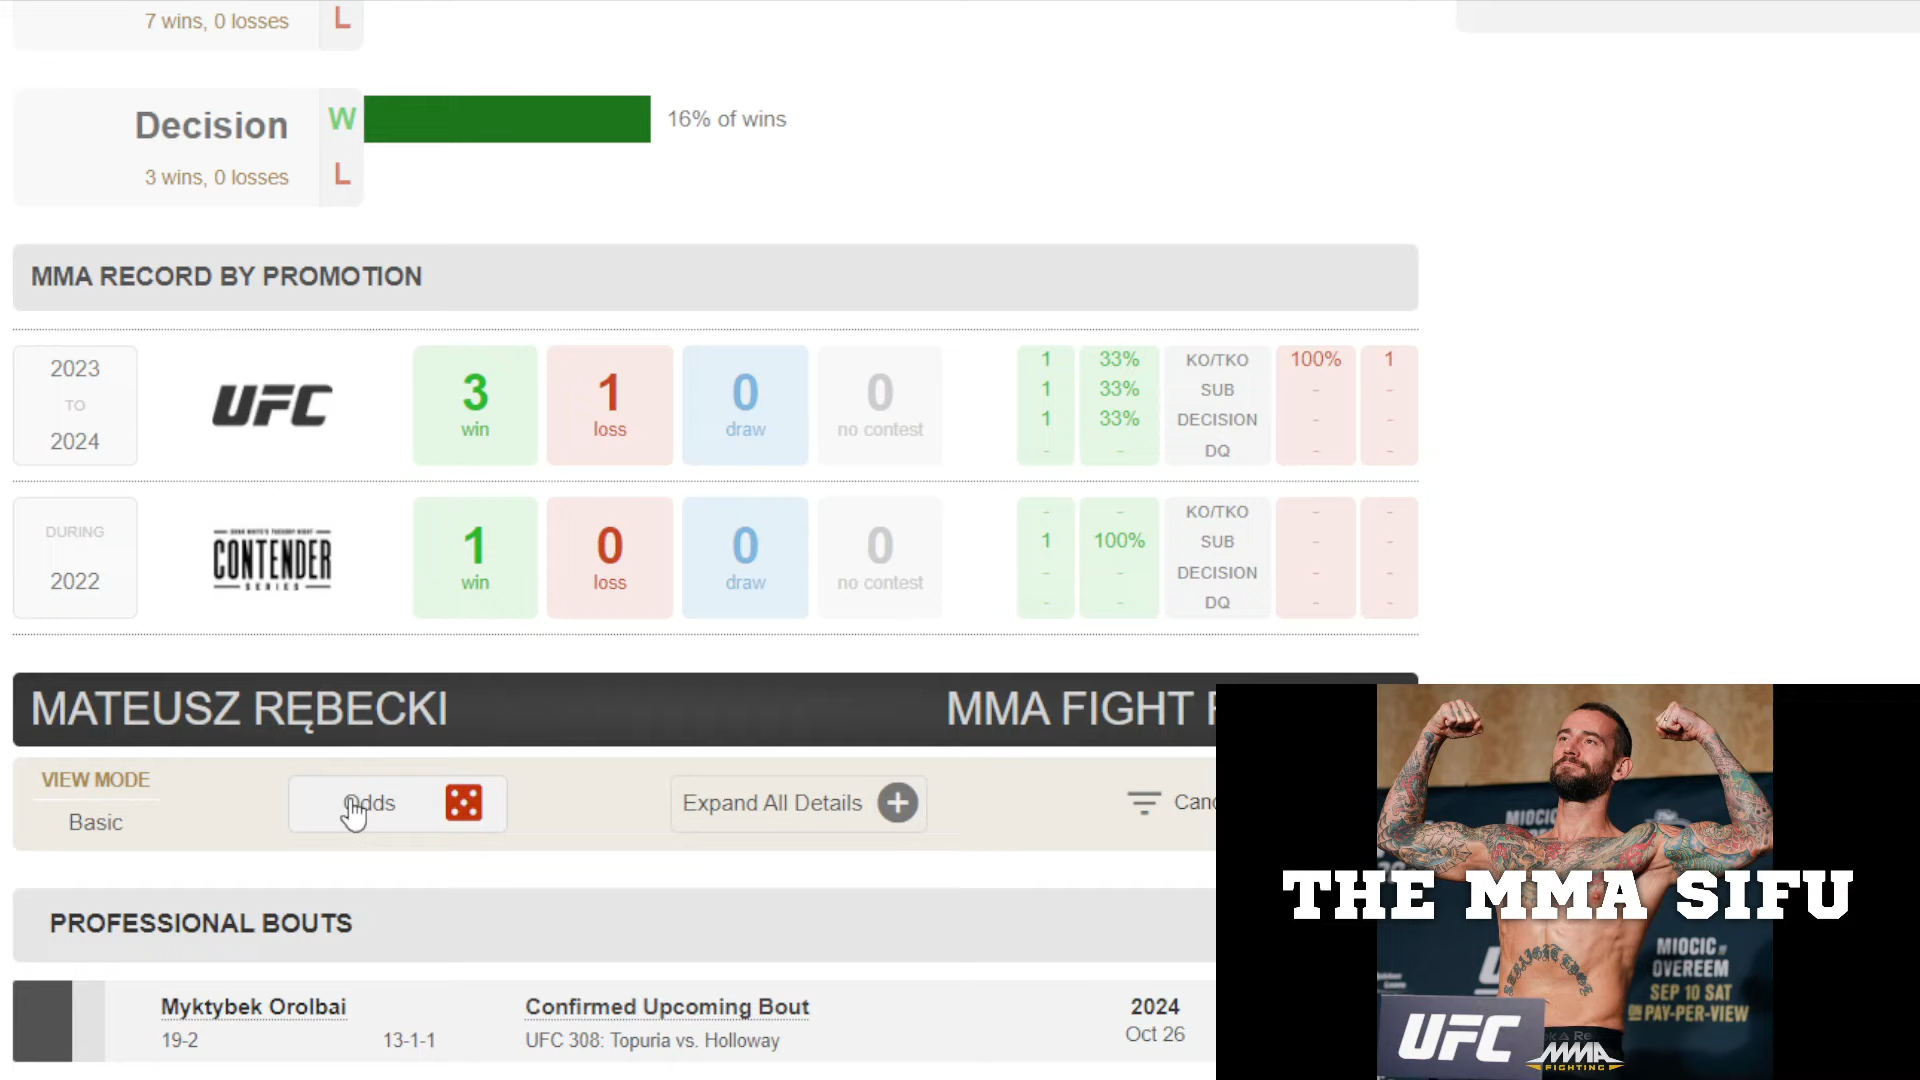 7 wins, 0 losses
L
Decision
W
16% of wins
3 wins, 0 losses
L
MMA RECORD BY PROMOTION
2023
TO
2024
UFC
3
win
1
loss
0
draw
0
no contest
1 33% KO/TKO 100% 1
1 33% SUB - -
1 33% DECISION - -
- - DQ - -
DURING
2022
CONTENDER
SERIES
1
win
0
loss
0
draw
0
no contest
- - KO/TKO - -
1 100% SUB - -
- - DECISION - -
- - DQ - -
MATEUSZ RĘBECKI
MMA FIGHT
VIEW MODE
Basic
Odds
Expand All Details
PROFESSIONAL BOUTS
Myktybek Orolbai
19-2
13-1-1
Confirmed Upcoming Bout
UFC 308: Topuria vs. Holloway
2024
Oct 26
THE MMA SIFU
MIOCIC
OVEREEM
SEP 10 SAT
ON PAY-PER-VIEW
STRAIGHT EDGE
UFC
MMA
FIGHTING